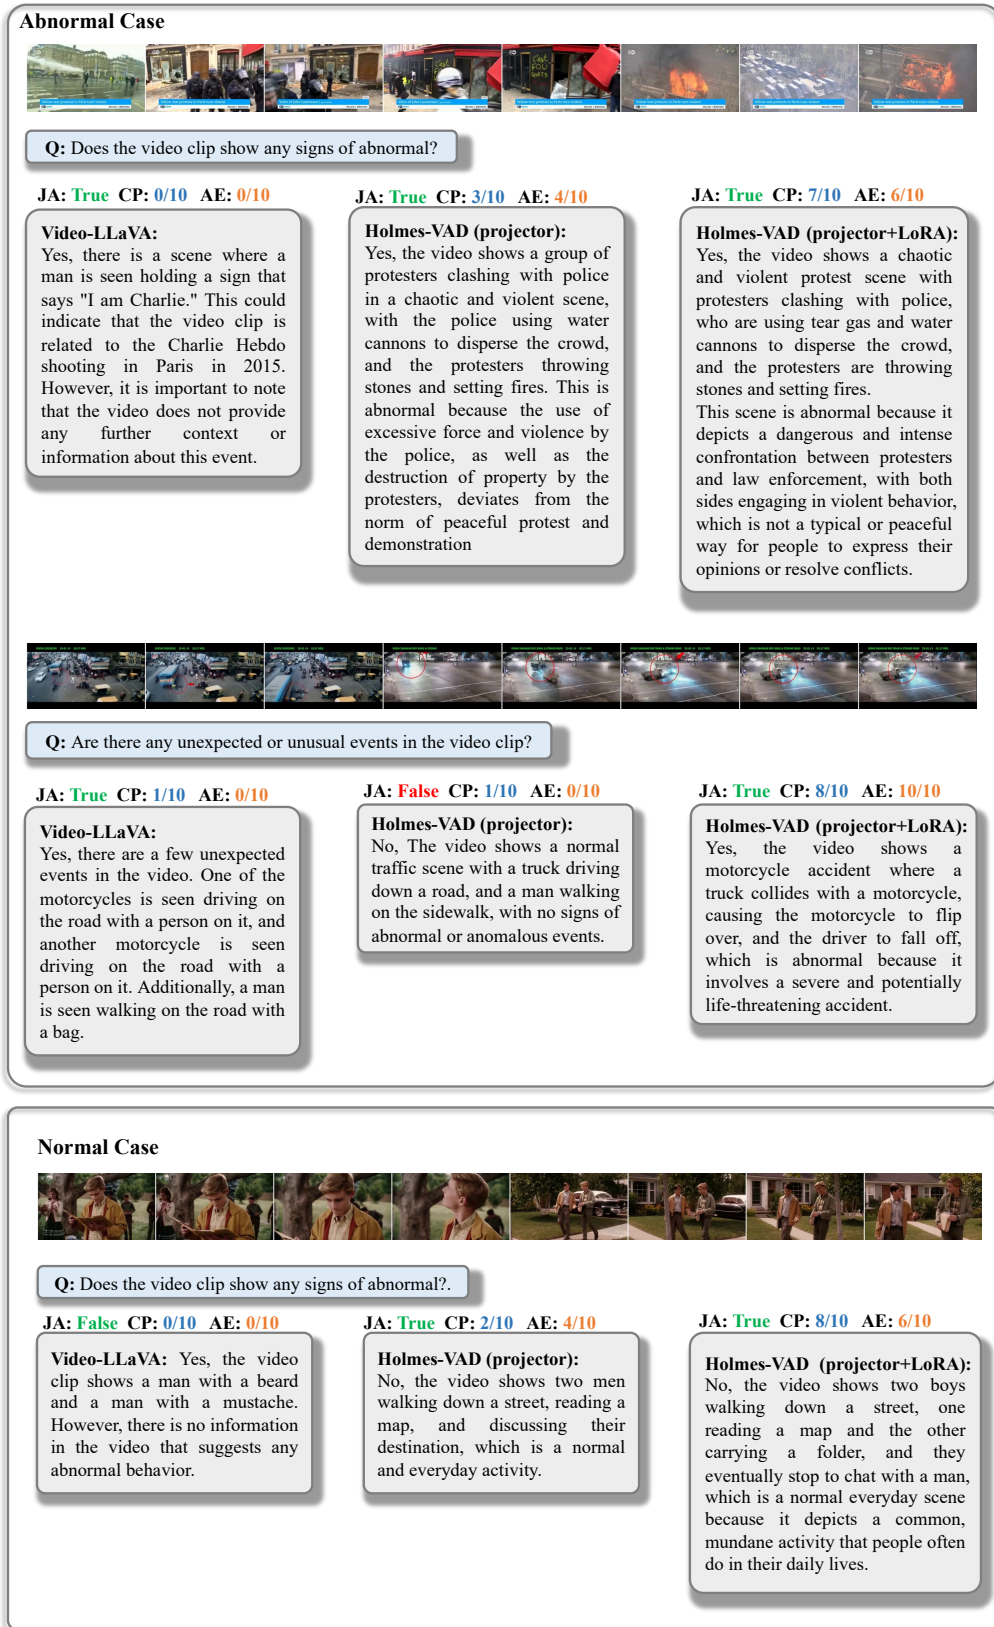 Abnormal Case
Q: Does the video clip show any signs of abnormal?
JA: True CP: 0/10 AE: 0/10
Video-LLaVA:
Yes, there is a scene where a
man is seen holding a sign that
says "I am Charlie." This could
indicate that the video clip is
related to the Charlie Hebdo
shooting in Paris in 2015.
However, it is important to note
that the video does not provide
any further context or
information about this event.
JA: True CP: 3/10 AE: 4/10
Holmes-VAD (projector):
Yes, the video shows a group of
protesters clashing with police
in a chaotic and violent scene,
with the police using water
cannons to disperse the crowd,
and the protesters throwing
stones and setting fires. This is
abnormal because the use of
excessive force and violence by
the police, as well as the
destruction of property by the
protesters, deviates from the
norm of peaceful protest and
demonstration
JA: True CP: 7/10 AE: 6/10
Holmes-VAD (projector+LoRA):
Yes, the video shows a chaotic
and violent protest scene with
protesters clashing with police,
who are using tear gas and water
cannons to disperse the crowd,
and the protesters are throwing
stones and setting fires.
This scene is abnormal because it
depicts a dangerous and intense
confrontation between protesters
and law enforcement, with both
sides engaging in violent behavior,
which is not a typical or peaceful
way for people to express their
opinions or resolve conflicts.
Q: Are there any unexpected or unusual events in the video clip?
JA: True CP: 1/10 AE: 0/10
Video-LLaVA:
Yes, there are a few unexpected
events in the video. One of the
motorcycles is seen driving on
the road with a person on it, and
another motorcycle is seen
driving on the road with a
person on it. Additionally, a man
is seen walking on the road with
a bag.
JA: False CP: 1/10 AE: 0/10
Holmes-VAD (projector):
No, The video shows a normal
traffic scene with a truck driving
down a road, and a man walking
on the sidewalk, with no signs of
abnormal or anomalous events.
JA: True CP: 8/10 AE: 10/10
Holmes-VAD (projector+LoRA):
Yes, the video shows a
motorcycle accident where a
truck collides with a motorcycle,
causing the motorcycle to flip
over, and the driver to fall off,
which is abnormal because it
involves a severe and potentially
life-threatening accident.
Normal Case
Q: Does the video clip show any signs of abnormal?.
JA: False CP: 0/10 AE: 0/10
Video-LLaVA: Yes, the video
clip shows a man with a beard
and a man with a mustache.
However, there is no information
in the video that suggests any
abnormal behavior.
JA: True CP: 2/10 AE: 4/10
Holmes-VAD (projector):
No, the video shows two men
walking down a street, reading a
map, and discussing their
destination, which is a normal
and everyday activity.
JA: True CP: 8/10 AE: 6/10
Holmes-VAD (projector+LoRA):
No, the video shows two boys
walking down a street, one
reading a map and the other
carrying a folder, and they
eventually stop to chat with a man,
which is a normal everyday scene
because it depicts a common,
mundane activity that people often
do in their daily lives.